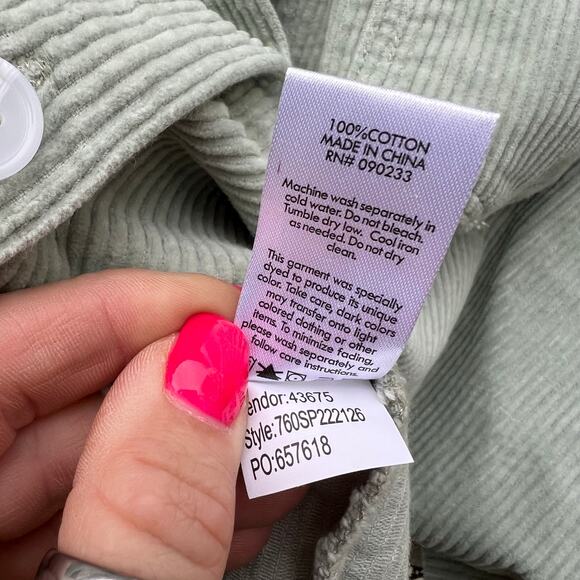 100%COTTON
MADE IN CHINA
RN# 090233
Machine wash separately in
cold water. Do not bleach.
Tumble dry low. Cool iron
as needed. Do not dry
clean.
This garment was specially
dyed to produce its unique
color. Take care, dark colors
may transfer onto light
colored clothing or other
items. To minimize fading,
please wash separately and
follow care instructions.
endor:43675
Style:760SP222126
PO:657618